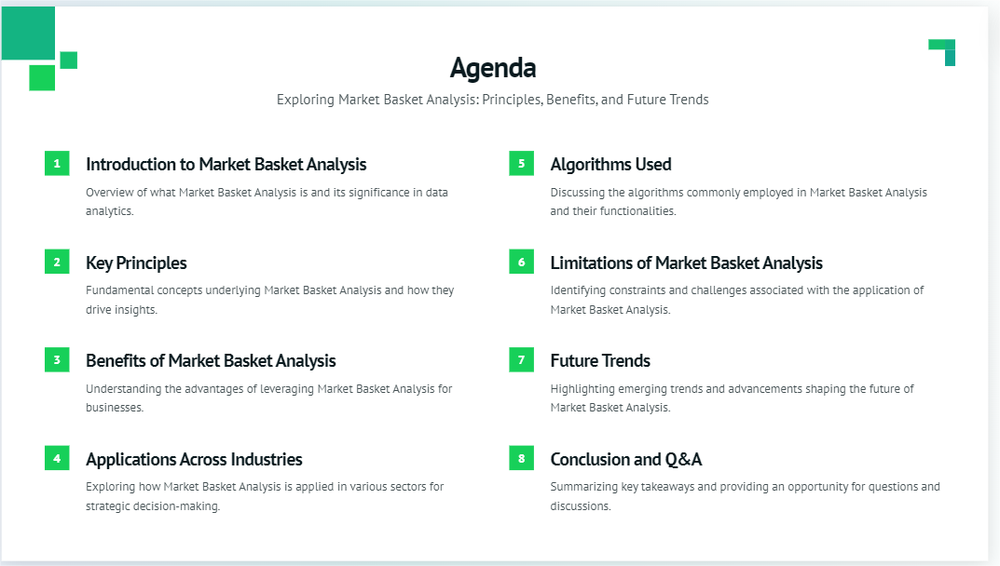 Agenda
Exploring Market Basket Analysis: Principles, Benefits, and Future Trends
1
Introduction to Market Basket Analysis
Overview of what Market Basket Analysis is and its significance in data
analytics.
2
Key Principles
Fundamental concepts underlying Market Basket Analysis and how they
drive insights.
3
Benefits of Market Basket Analysis
Understanding the advantages of leveraging Market Basket Analysis for
businesses.
4
Applications Across Industries
Exploring how Market Basket Analysis is applied in various sectors for
strategic decision-making.
5
Algorithms Used
Discussing the algorithms commonly employed in Market Basket Analysis
and their functionalities.
6
Limitations of Market Basket Analysis
Identifying constraints and challenges associated with the application of
Market Basket Analysis.
7
Future Trends
Highlighting emerging trends and advancements shaping the future of
Market Basket Analysis.
8
Conclusion and Q&A
Summarizing key takeaways and providing an opportunity for questions and
discussions.